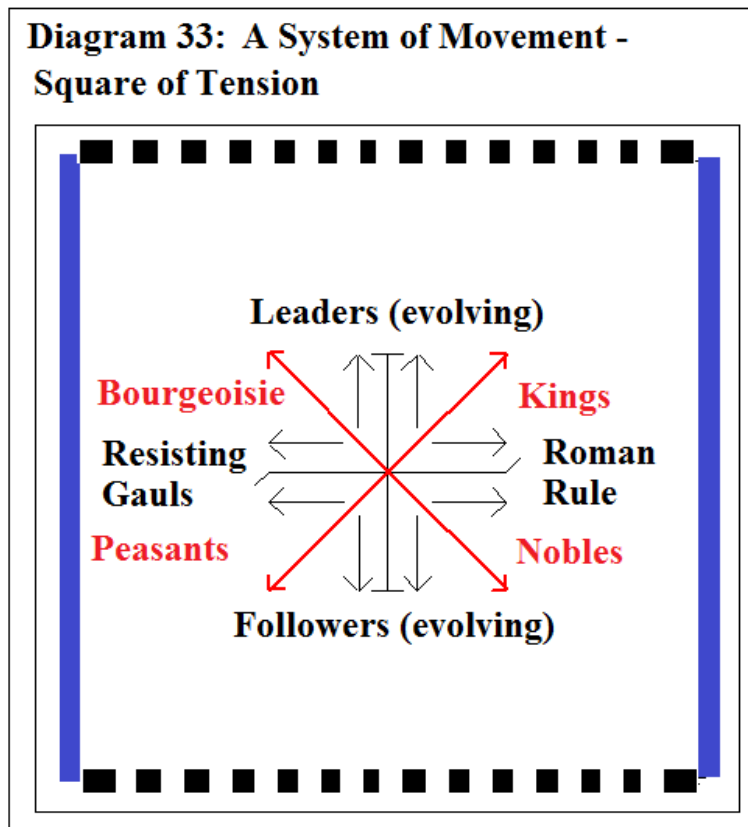 Diagram 33: A System of Movement -
Square of Tension
Leaders (evolving)
Bourgeoisie
Kings
Resisting
Gauls
Roman
Rule
Peasants
Nobles
Followers (evolving)